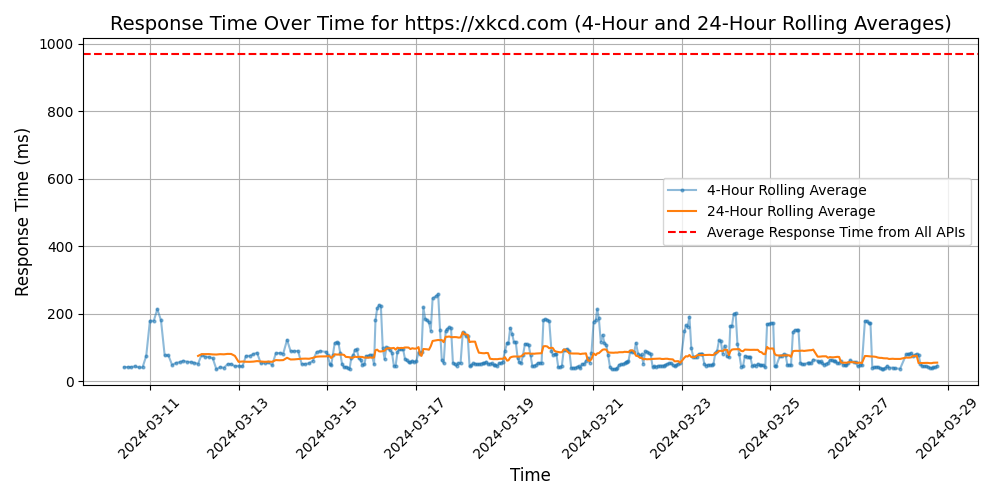 Response Time Over Time for https://xkcd.com (4-Hour and 24-Hour Rolling Averages)
Response Time (ms)
1000
800
600
400
200
0
4-Hour Rolling Average
24-Hour Rolling Average
Average Response Time from All APIs
2024-03-11
2024-03-13
2024-03-15
2024-03-17
2024-03-19
2024-03-21
2024-03-23
2024-03-25
2024-03-27
2024-03-29
Time